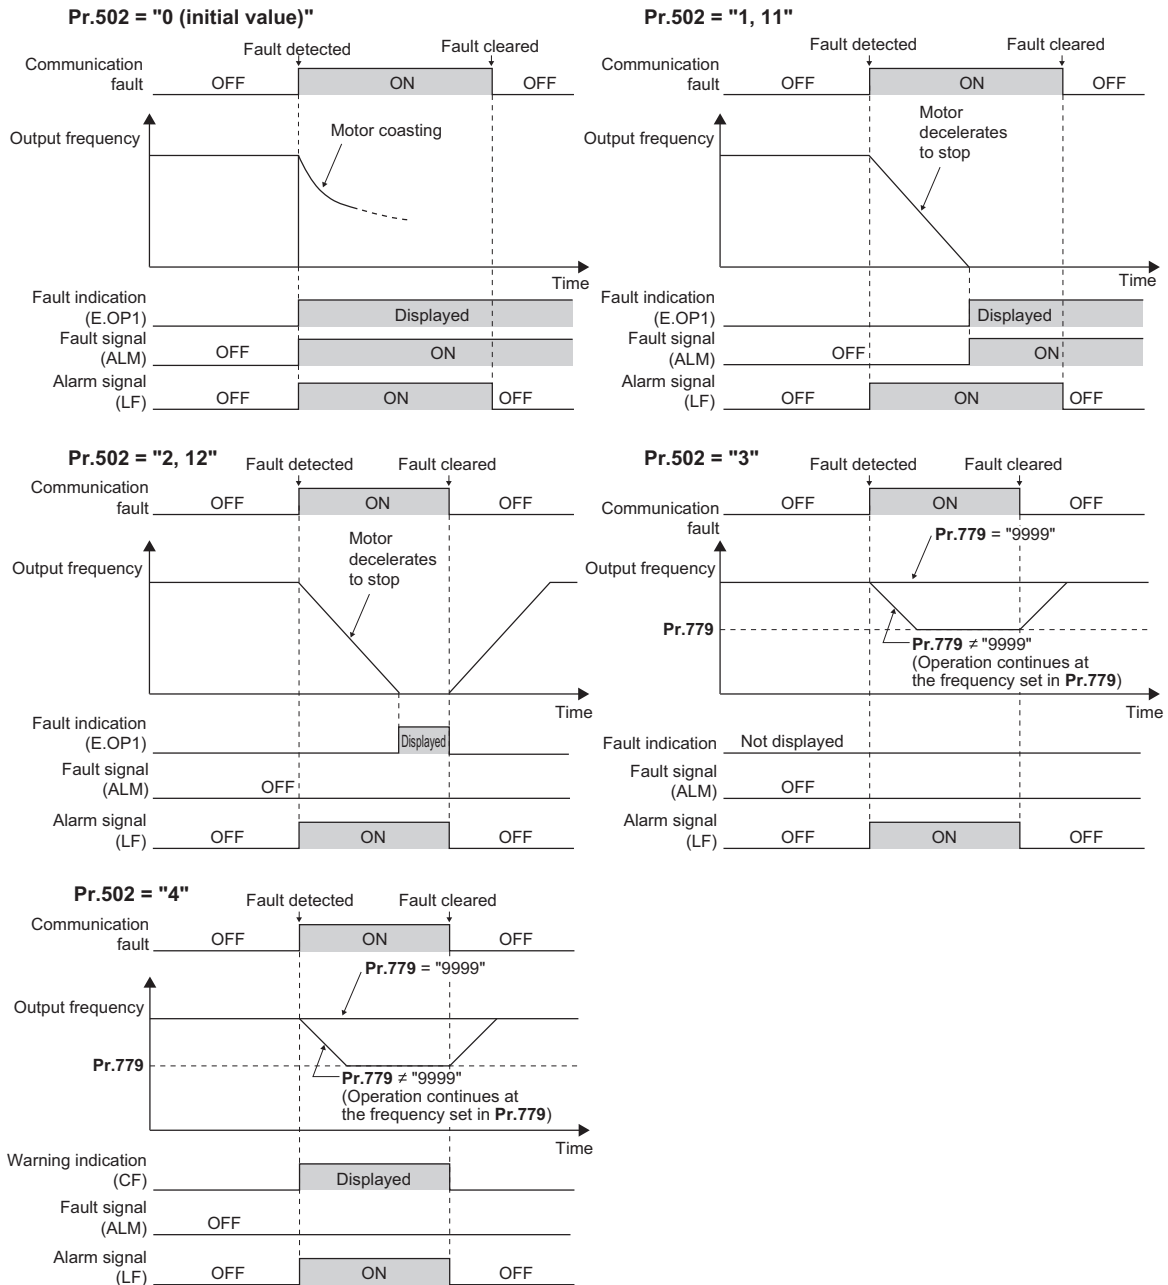 Pr.502 = "0 (initial value)"
Fault detected
Fault cleared
Communication
fault
OFF
ON
OFF
Output frequency
Motor coasting
Time
Fault indication
(E.OP1)
Displayed
Fault signal
(ALM)
OFF
ON
Alarm signal
(LF)
OFF
ON
OFF
Pr.502 = "1, 11"
Fault detected
Fault cleared
Communication
fault
OFF
ON
OFF
Output frequency
Motor
decelerates
to stop
Time
Fault indication
(E.OP1)
Displayed
Fault signal
(ALM)
OFF
ON
Alarm signal
(LF)
OFF
ON
OFF
Pr.502 = "2, 12"
Fault detected
Fault cleared
Communication
fault
OFF
ON
OFF
Output frequency
Motor
decelerates
to stop
Time
Fault indication
(E.OP1)
Displayed
Fault signal
(ALM)
OFF
Alarm signal
(LF)
OFF
ON
OFF
Pr.502 = "3"
Fault detected
Fault cleared
Communication
fault
OFF
ON
OFF
Pr.779 = "9999"
Output frequency
Pr.779
Pr.779 ≠ "9999"
(Operation continues at
the frequency set in Pr.779)
Time
Fault indication
Not displayed
Fault signal
(ALM)
OFF
Alarm signal
(LF)
OFF
ON
OFF
Pr.502 = "4"
Fault detected
Fault cleared
Communication
fault
OFF
ON
OFF
Pr.779 = "9999"
Output frequency
Pr.779
Pr.779 ≠ "9999"
(Operation continues at
the frequency set in Pr.779)
Time
Warning indication
(CF)
Displayed
Fault signal
(ALM)
OFF
Alarm signal
(LF)
OFF
ON
OFF